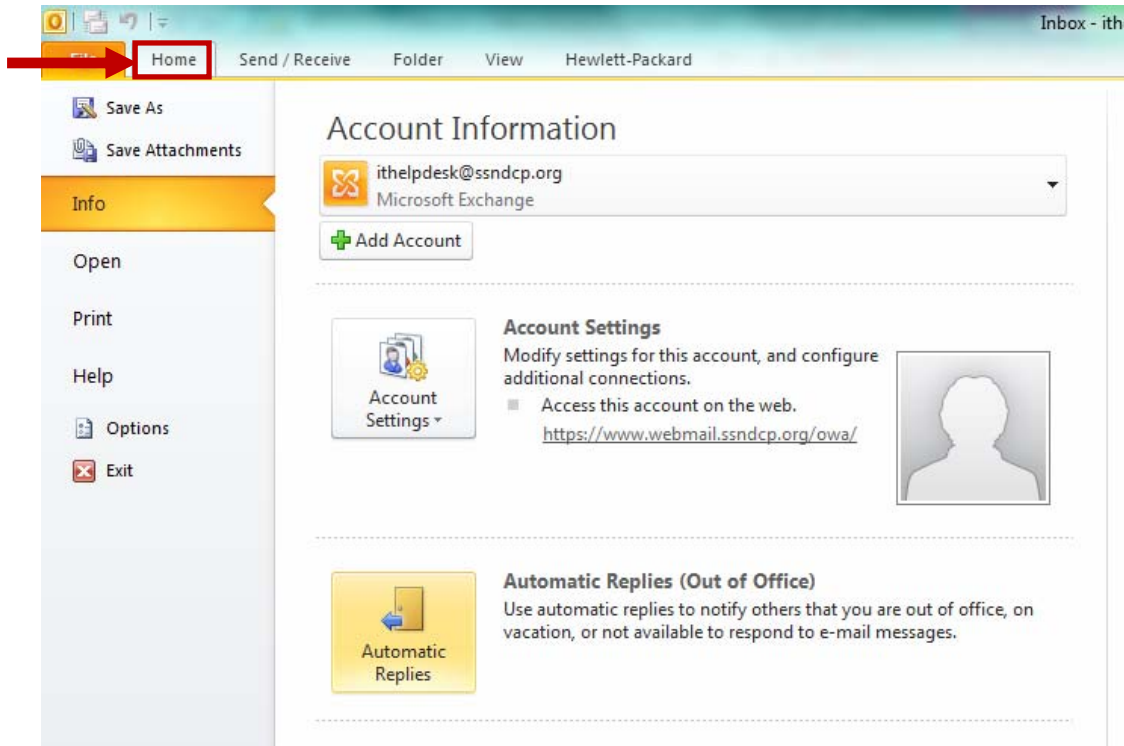 Inbox - ith
File Home Send / Receive Folder View Hewlett-Packard
Save As
Save Attachments
Info
Open
Print
Help
Options
Exit
Account Information
ithelpdesk@ssndcp.org
Microsoft Exchange
Add Account
Account
Settings
Account Settings
Modify settings for this account, and configure
additional connections.
Access this account on the web.
https://www.webmail.ssndcp.org/owa/
Automatic
Replies
Automatic Replies (Out of Office)
Use automatic replies to notify others that you are out of office, on
vacation, or not available to respond to e-mail messages.